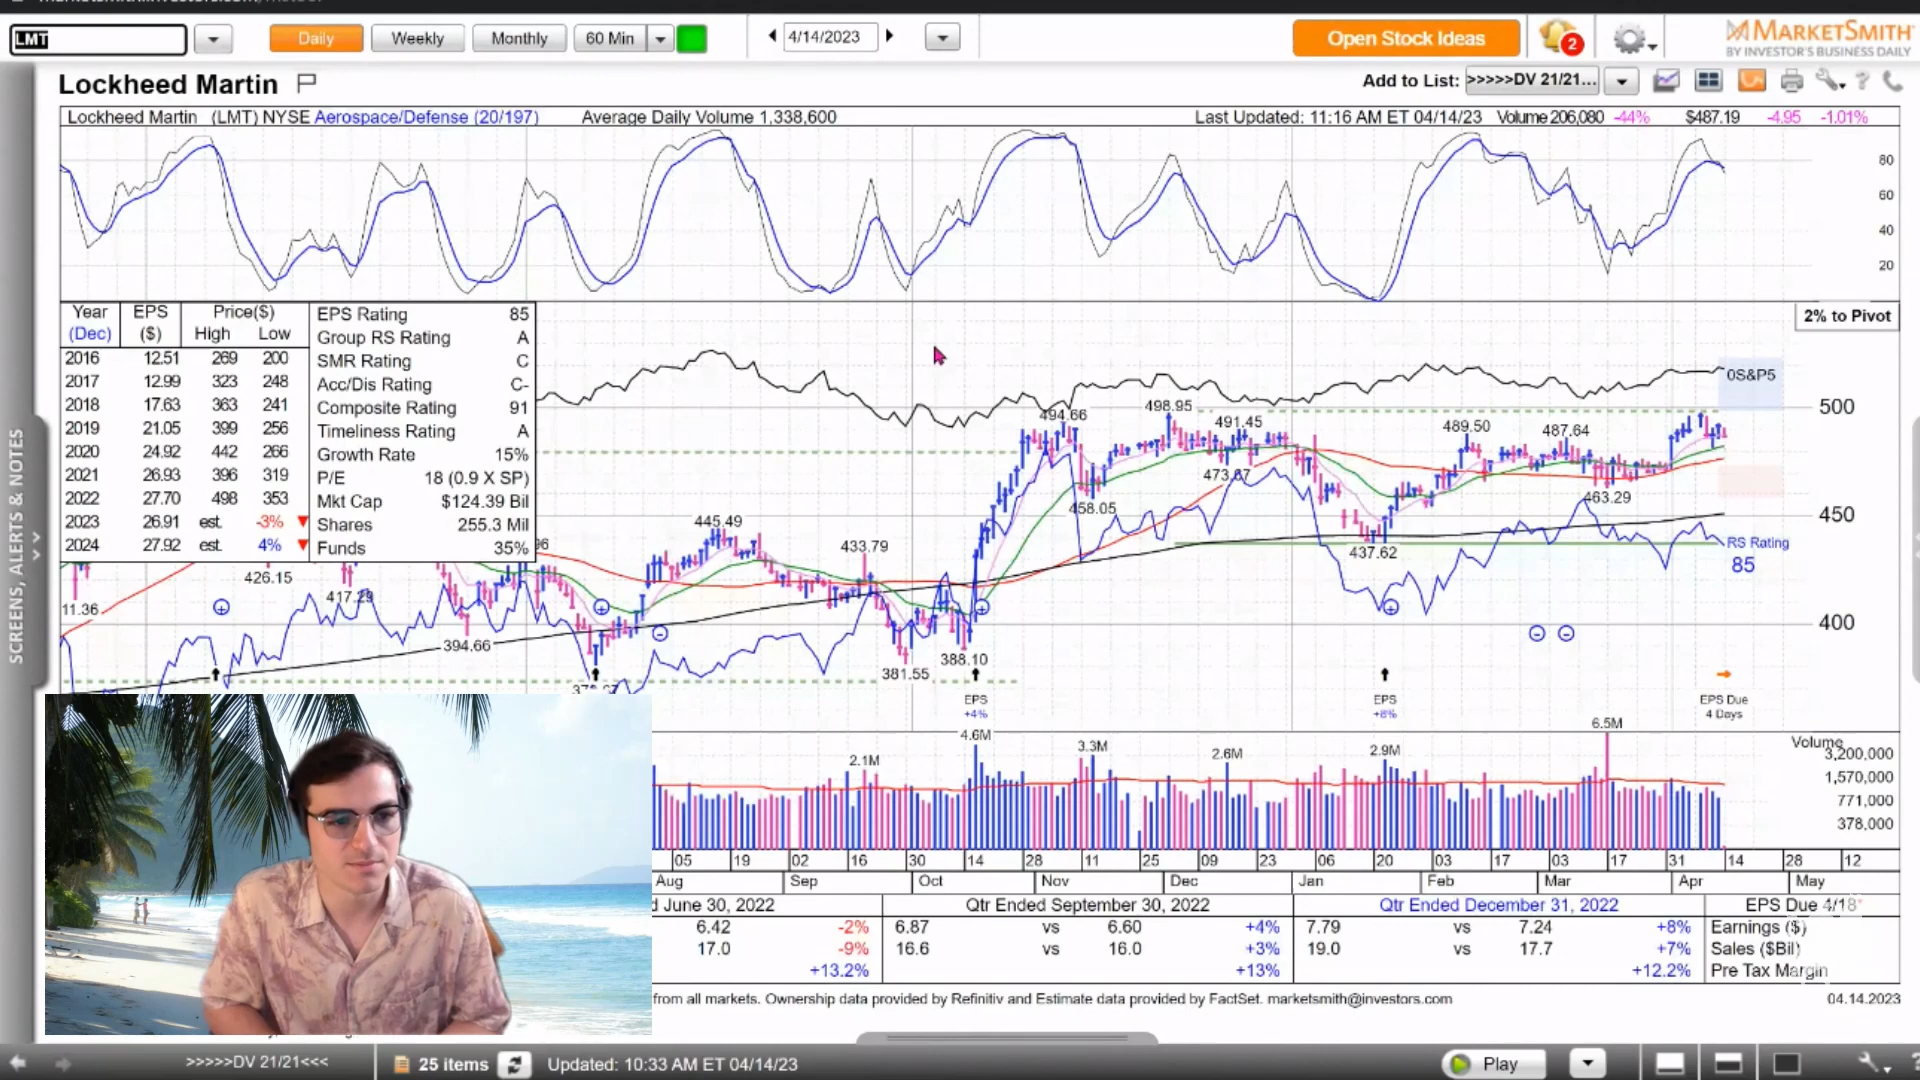 LMT
Daily
Weekly
Monthly
60 Min
4/14/2023
Open Stock Ideas
2
MARKETSMITH
BY INVESTOR'S BUSINESS DAILY
Lockheed Martin
Add to List:
>>>>>DV 21/21...
Lockheed Martin (LMT) NYSE Aerospace/Defense (20/197) Average Daily Volume 1,338,600 Last Updated: 11:16 AM ET 04/14/23 Volume 206,080 -44% $487.19 -4.95 -1.01%
80
60
40
20
Year EPS Price($)
(Dec) ($) High Low
2016 12.51 269 200
2017 12.99 323 248
2018 17.63 363 241
2019 21.05 399 256
2020 24.92 442 266
2021 26.93 396 319
2022 27.70 498 353
2023 26.91 est. -3%
2024 27.92 est. 4%
EPS Rating 85
Group RS Rating A
SMR Rating C
Acc/Dis Rating C-
Composite Rating 91
Timeliness Rating A
Growth Rate 15%
P/E 18 (0.9 X SP)
Mkt Cap $124.39 Bil
Shares 255.3 Mil
Funds 35%
2% to Pivot
0S&P5
500
494.66
498.95
491.45
489.50
487.64
473.67
463.29
458.05
450
445.49
433.79
437.62
RS Rating
85
426.15
417.29
11.36
400
394.66
381.55
388.10
EPS
+4%
EPS
+8%
EPS Due
4 Days
SCREENS, ALERTS & NOTES
4.6M
3.3M
2.1M
2.6M
2.9M
6.5M
Volume
3,200,000
1,570,000
771,000
378,000
05 19 02 16 30 14 28 11 25 09 23 06 20 03 17 03 17 31 14 28 12
Aug Sep Oct Nov Dec Jan Feb Mar Apr May
d June 30, 2022 Qtr Ended September 30, 2022 Qtr Ended December 31, 2022 EPS Due 4/18*
6.42 -2% 6.87 vs 6.60 +4% 7.79 vs 7.24 +8% Earnings ($)
17.0 -9% 16.6 vs 16.0 +3% 19.0 vs 17.7 +7% Sales ($Bil)
+13.2% +13% +12.2% Pre Tax Margin
from all markets. Ownership data provided by Refinitiv and Estimate data provided by FactSet. marketsmith@investors.com
04.14.2023
>>>>>DV 21/21<<<
25 items
Updated: 10:33 AM ET 04/14/23
Play